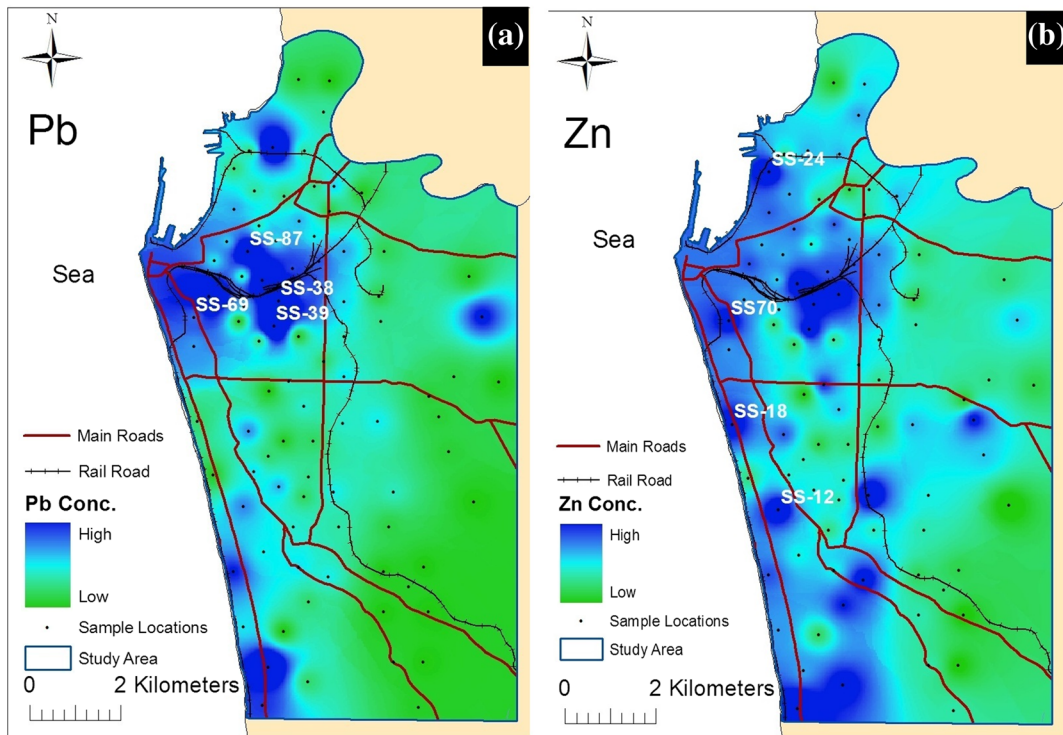 N
(a)
Pb
SS-87
Sea
SS-38
SS-69
SS-39
Main Roads
Rail Road
Pb Conc.
High
Low
Sample Locations
Study Area
0 2 Kilometers
N
(b)
Zn
SS-24
Sea
SS70
SS-18
Main Roads
Rail Road
SS-12
Zn Conc.
High
Low
Sample Locations
Study Area
0 2 Kilometers